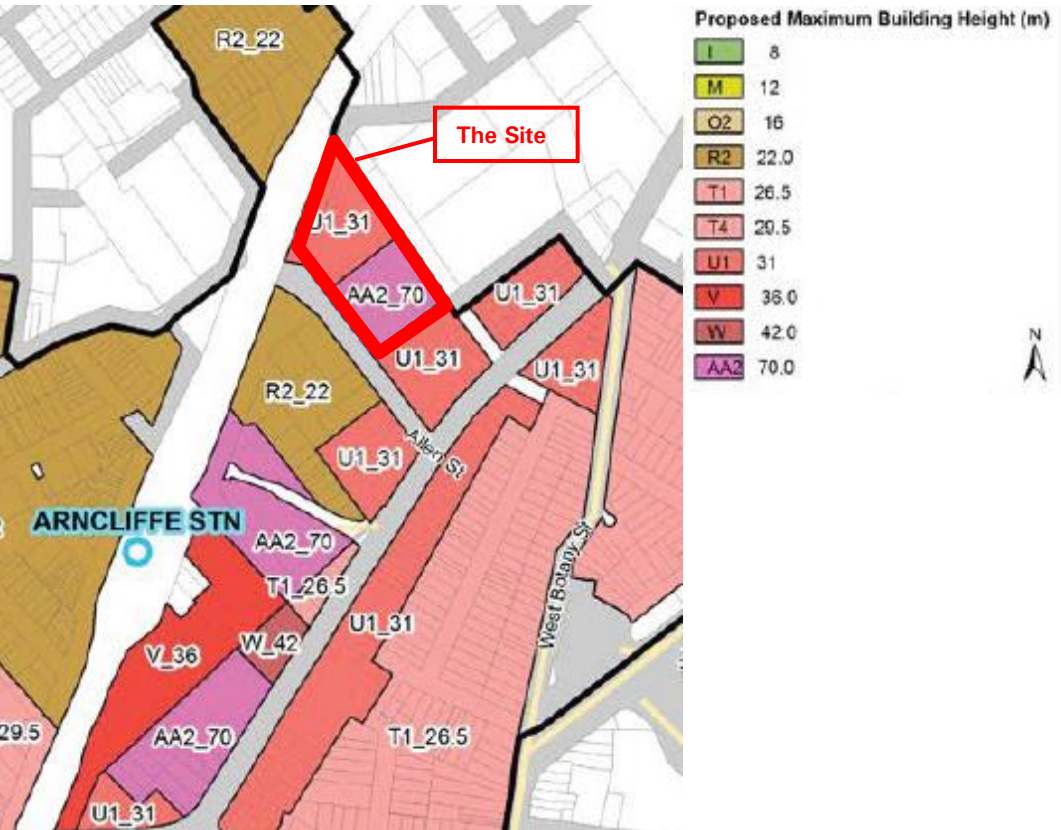 R2_22
The Site
U1_31
AA2_70
U1_31
U1_31
U1_31
R2_22
U1_31
Allen St
ARNCLIFFE STN
AA2_70
T1_26.5
U1_31
W_42
V_36
West Botany St
AA2_70
T1_26.5
29.5
U1_31
Proposed Maximum Building Height (m)
I 8
M 12
O2 16
R2 22.0
T1 26.5
T4 29.5
U1 31
V 36.0
W 42.0
AA2 70.0
N